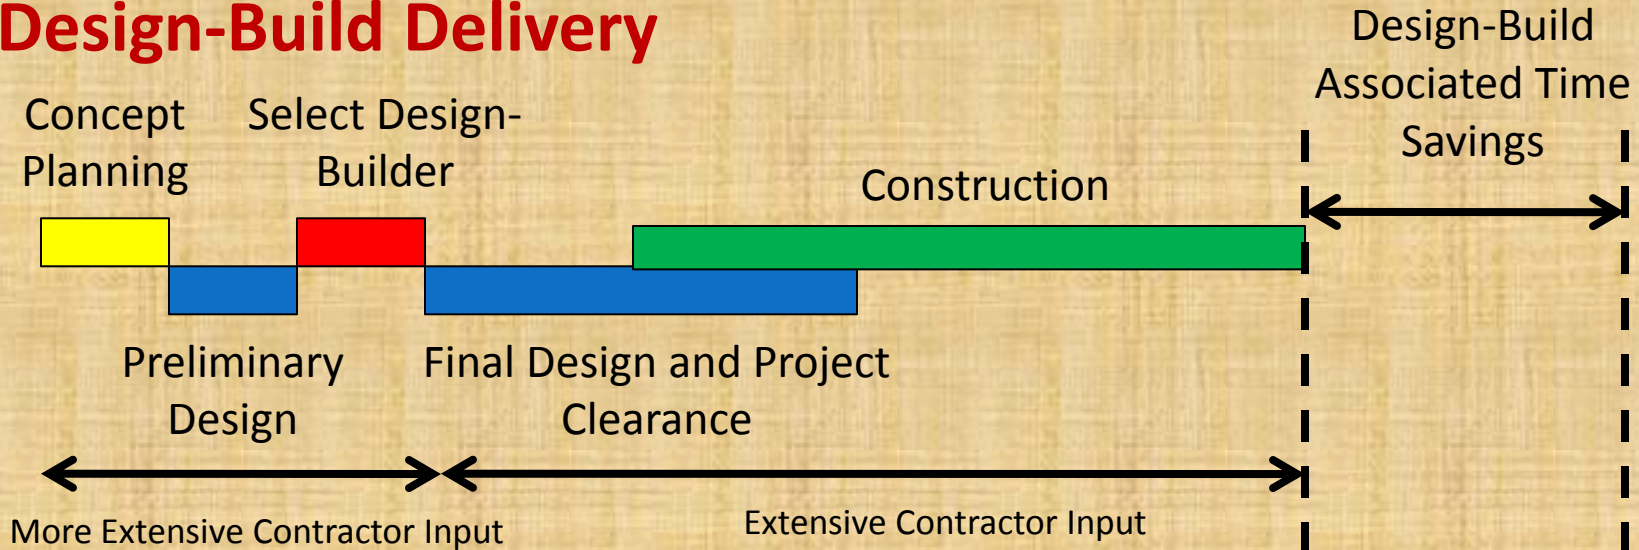 Design-Build Delivery
Design-Build
Associated Time
Savings
Concept
Planning
Select Design-
Builder
Construction
Preliminary
Design
Final Design and Project
Clearance
More Extensive Contractor Input
Extensive Contractor Input